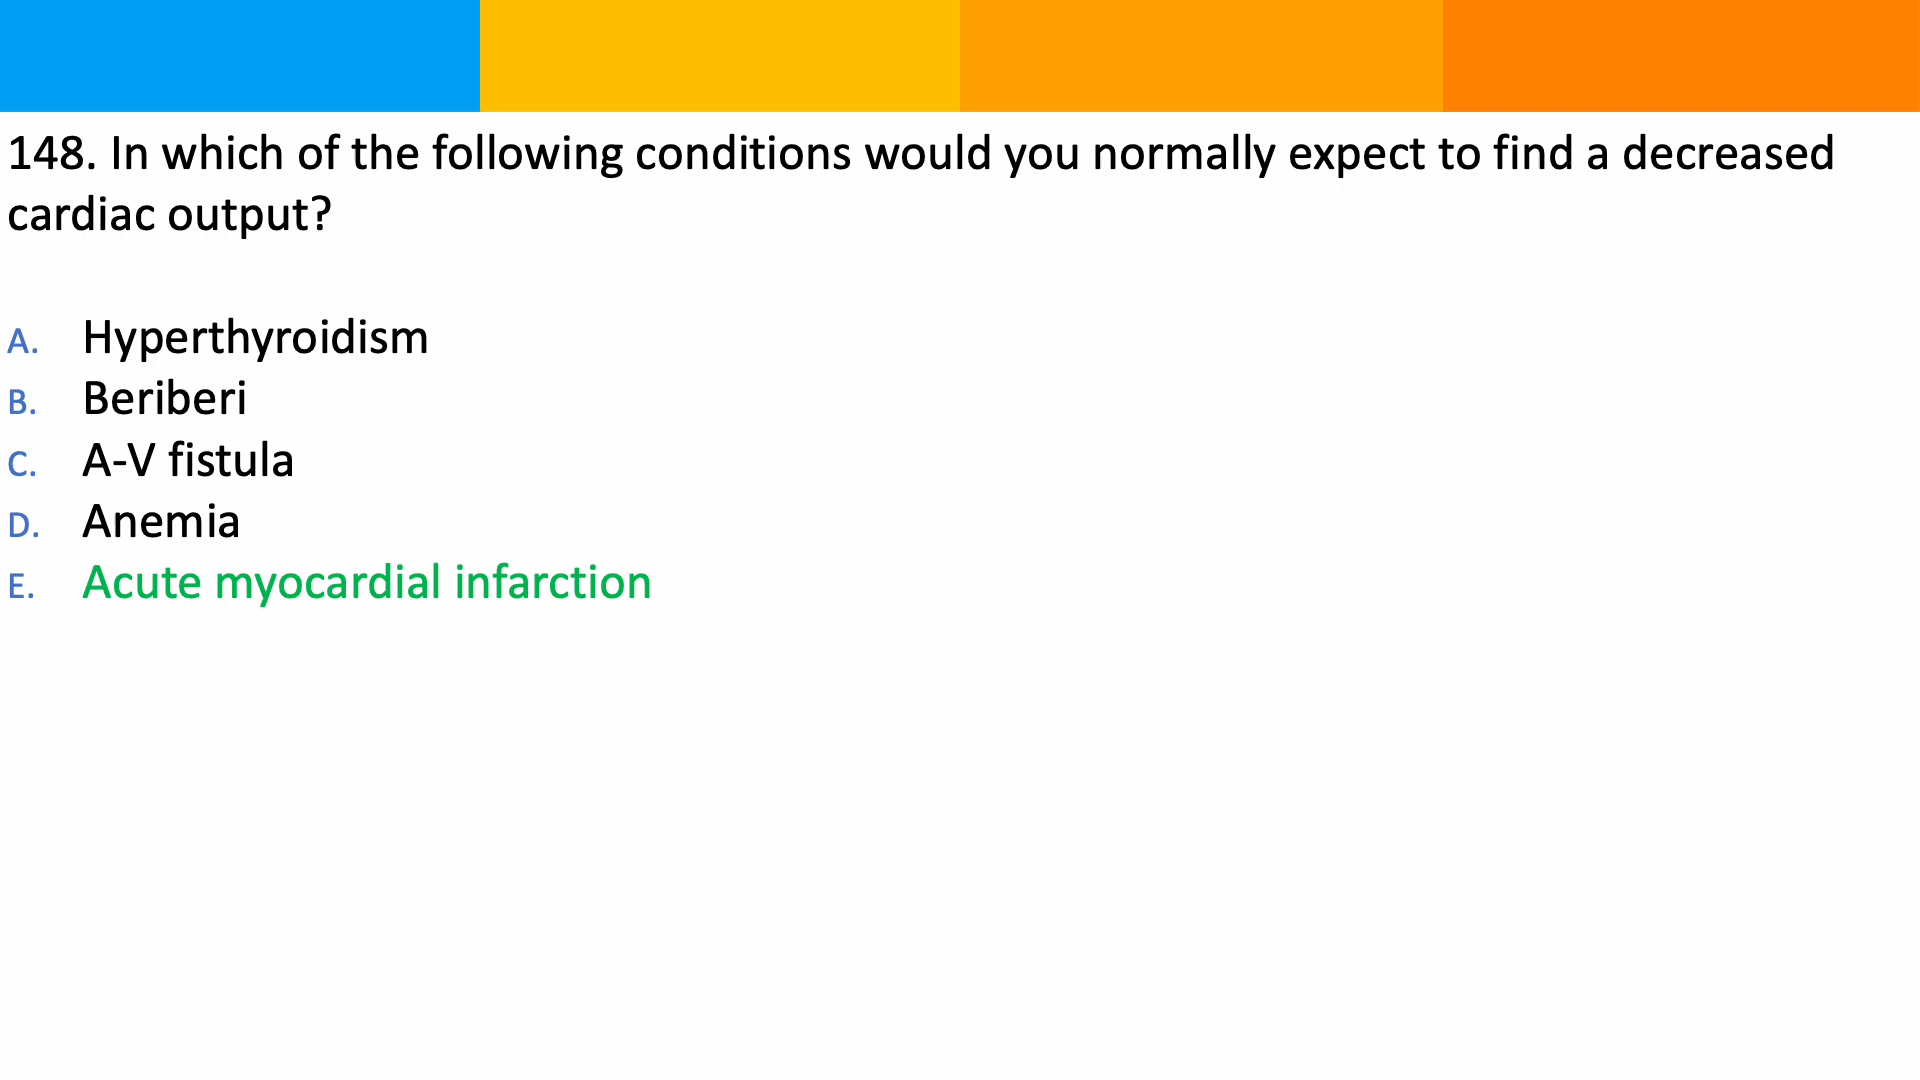 148. In which of the following conditions would you normally expect to find a decreased
cardiac output?
A. Hyperthyroidism
B. Beriberi
C. A-V fistula
D. Anemia
E. Acute myocardial infarction